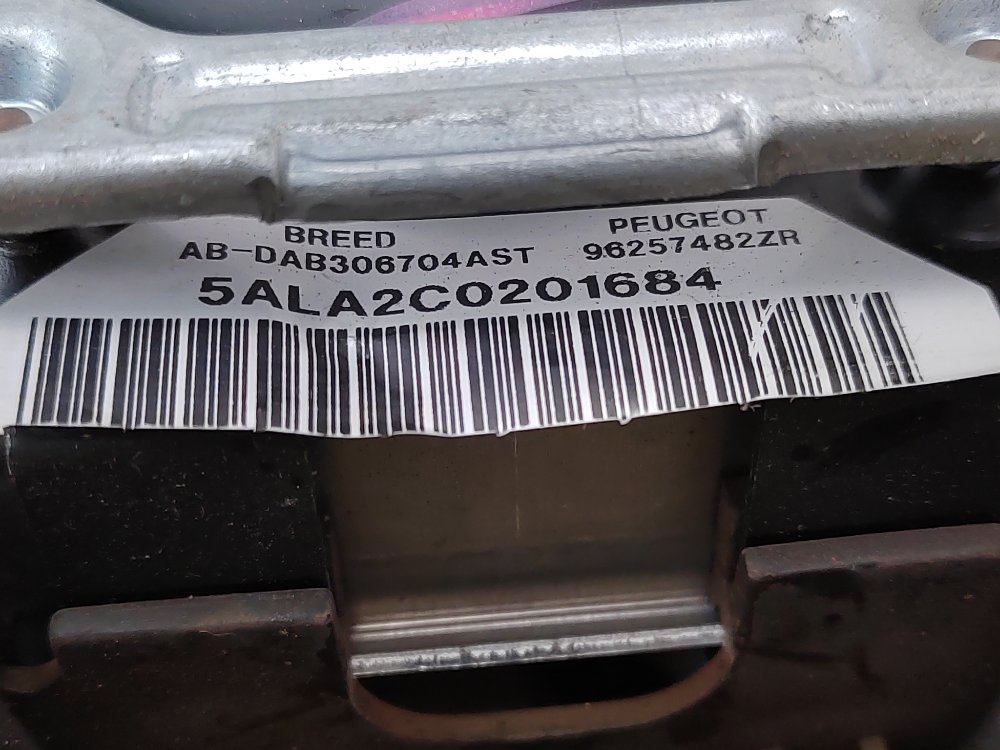 BREED PEUGEOT
AB-DAB306704AST 96257482ZR
5ALA2C0201684